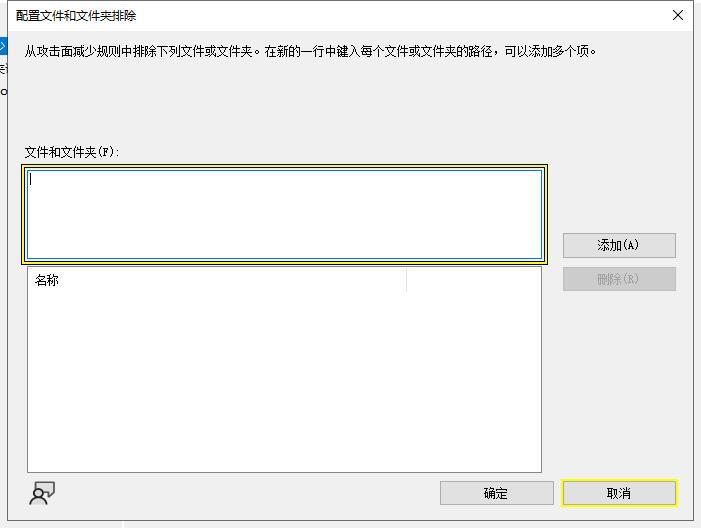 配置文件和文件夹排除
从攻击面减少规则中排除下列文件或文件夹。在新的一行中键入每个文件或文件夹的路径，可以添加多个项。
文件和文件夹(F):
添加(A)
名称
删除(R)
确定
取消